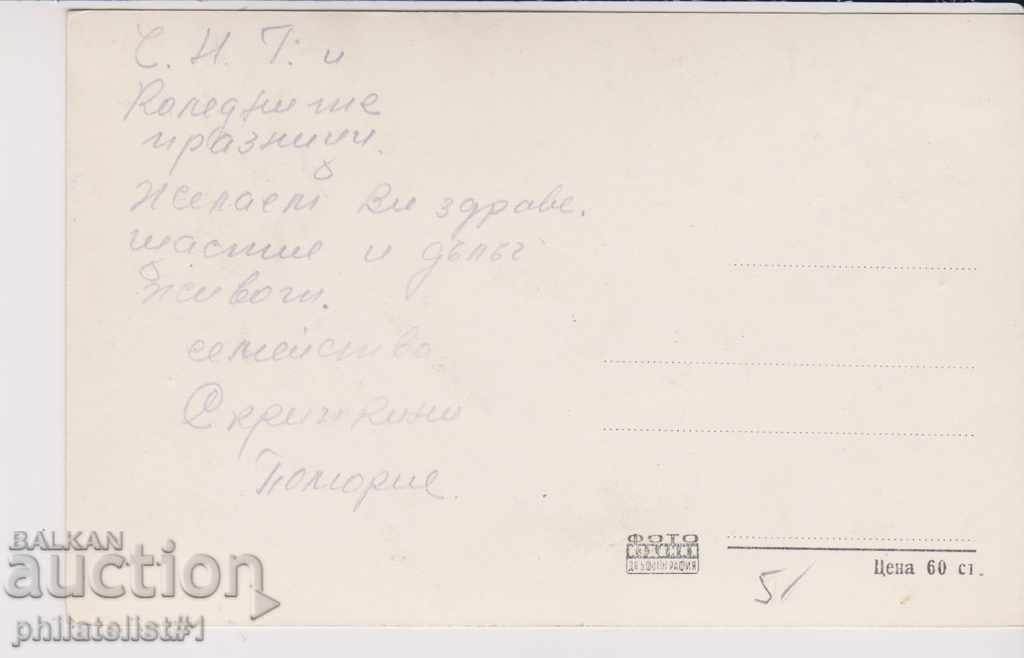 Ч. Н. Г. и
Коледните
празници.
Желаем Ви здраве.
щастие и дълъг
живот.
семейство
Поморие.
ФОТО
ДЪРЖФОТОГРАФИЯ
Цена 60 ст.
51
BALKAN
auction
philatelist#1